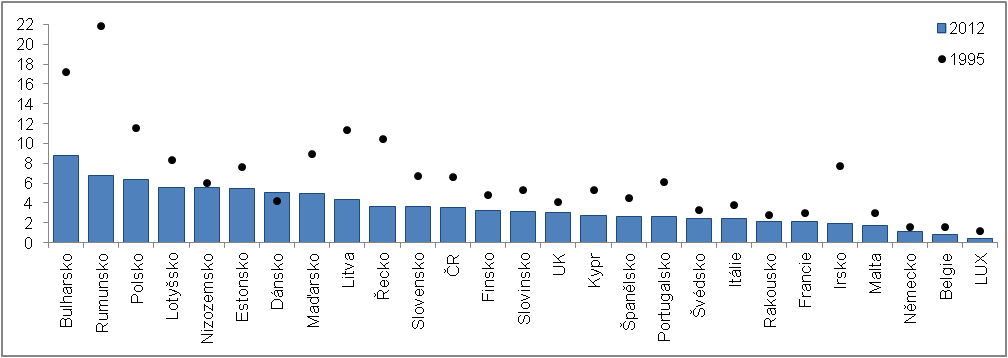 22
20
18
16
14
12
10
8
6
4
2
0
2012
1995
Bulharsko
Rumunsko
Polsko
Lotyšsko
Nizozemsko
Estonsko
Dánsko
Maďarsko
Litva
Řecko
Slovensko
ČR
Finsko
Slovinsko
UK
Kypr
Španělsko
Portugalsko
Švédsko
Itálie
Rakousko
Francie
Irsko
Malta
Německo
Belgie
LUX